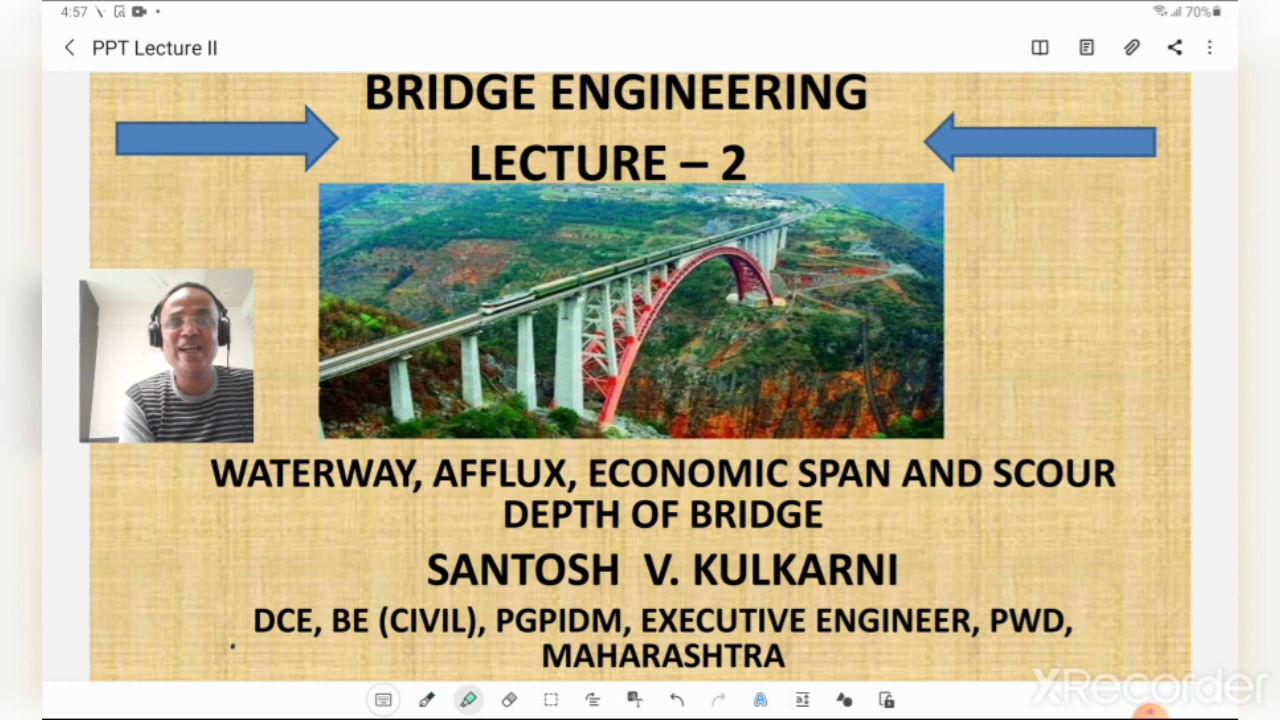 4:57
70%
PPT Lecture II
BRIDGE ENGINEERING
LECTURE – 2
WATERWAY, AFFLUX, ECONOMIC SPAN AND SCOUR
DEPTH OF BRIDGE
SANTOSH V. KULKARNI
DCE, BE (CIVIL), PGPIDM, EXECUTIVE ENGINEER, PWD,
MAHARASHTRA
XRecorder